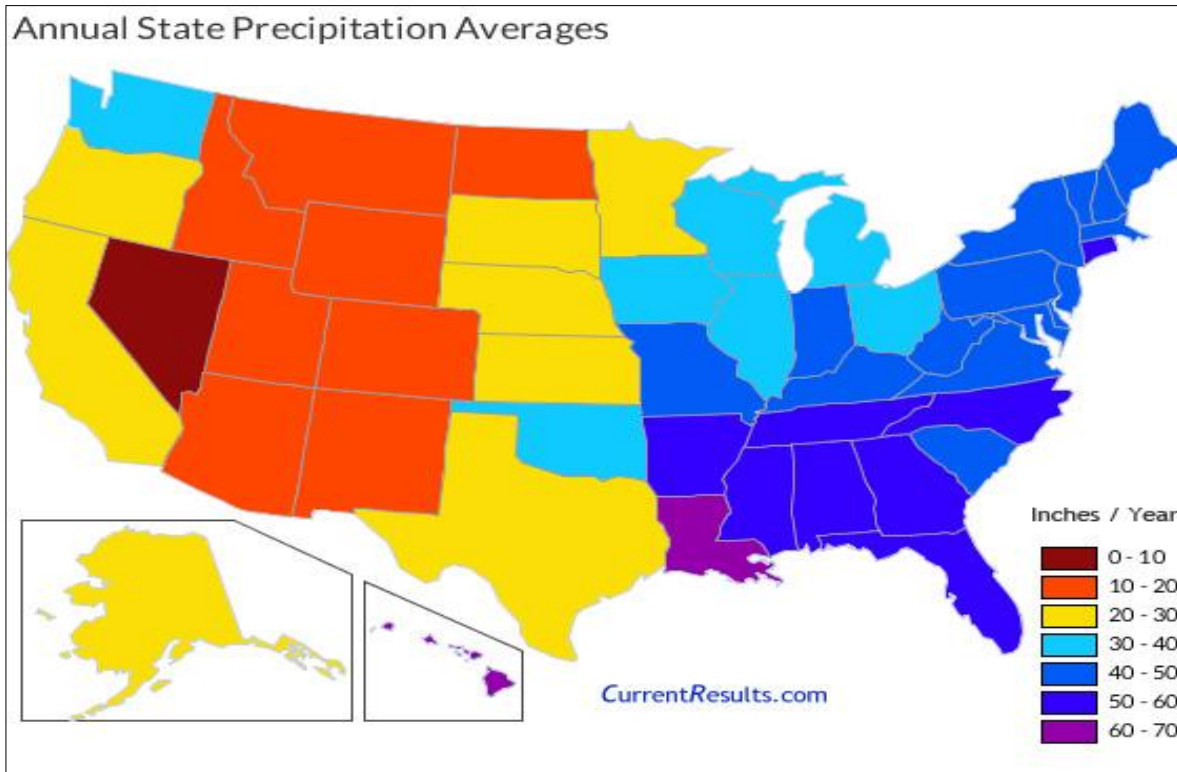 Annual State Precipitation Averages
Inches / Year
0 - 10
10 - 20
20 - 30
30 - 40
40 - 50
50 - 60
60 - 70
CurrentResults.com